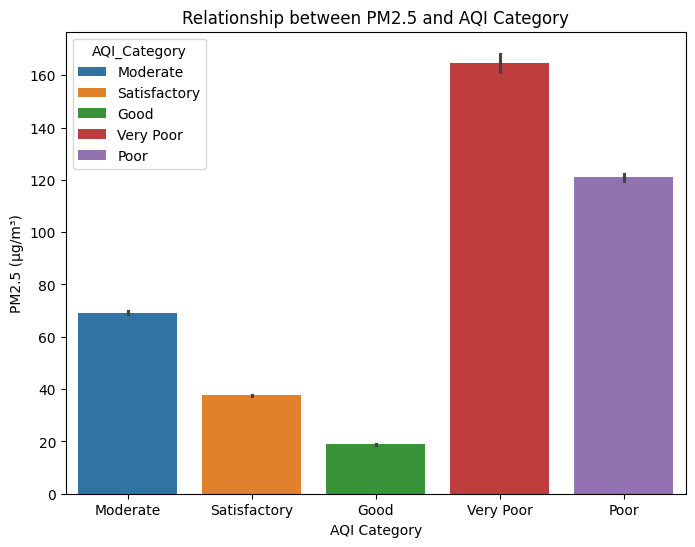 Relationship between PM2.5 and AQI Category
AQI_Category
Moderate
Satisfactory
Good
Very Poor
Poor
PM2.5 (µg/m³)
160
140
120
100
80
60
40
20
0
Moderate Satisfactory Good Very Poor Poor
AQI Category